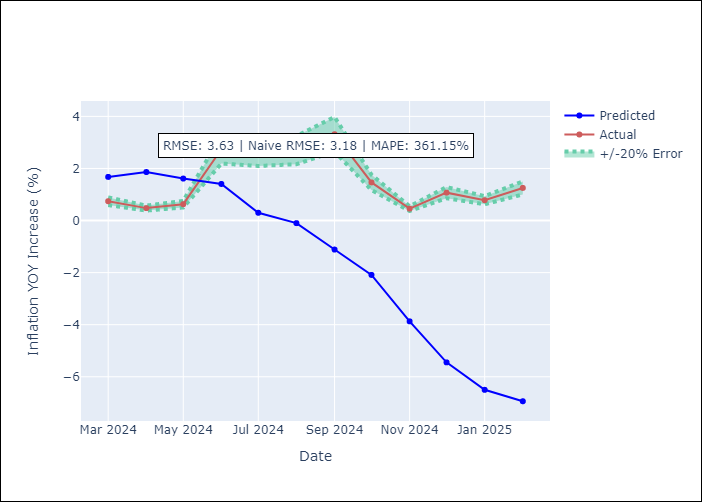 RMSE: 3.63 | Naive RMSE: 3.18 | MAPE: 361.15%
Predicted
Actual
+/-20% Error
4
2
0
−2
−4
−6
Inflation YOY Increase (%)
Mar 2024
May 2024
Jul 2024
Sep 2024
Nov 2024
Jan 2025
Date